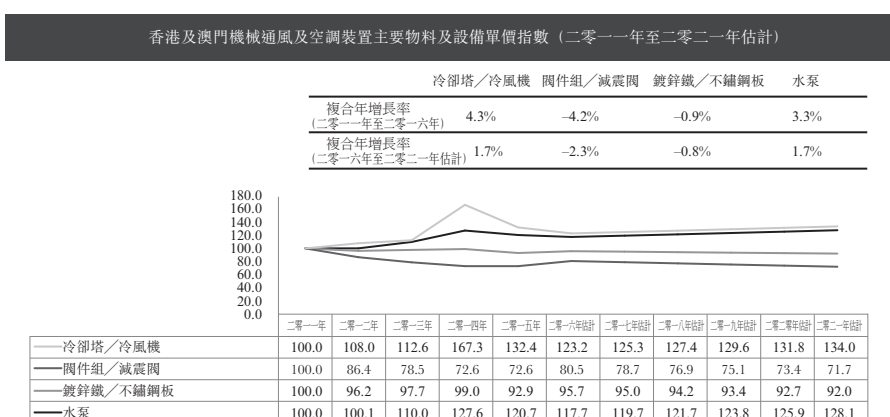 香港及澳門機械通風及空調裝置主要物料及設備單價指數（二零一一年至二零二一年估計）
冷卻塔／冷風機 閥件組／減震閥 鍍鋅鐵／不鏽鋼板 水泵
複合年增長率
（二零一一年至二零一六年） 4.3% –4.2% –0.9% 3.3%
複合年增長率
（二零一六年至二零二一年估計） 1.7% –2.3% –0.8% 1.7%
180.0
160.0
140.0
120.0
100.0
80.0
60.0
40.0
20.0
0.0
二零一一年 二零一二年 二零一三年 二零一四年 二零一五年 二零一六年估計 二零一七年估計 二零一八年估計 二零一九年估計 二零二零年估計 二零二一年估計
冷卻塔／冷風機 100.0 108.0 112.6 167.3 132.4 123.2 125.3 127.4 129.6 131.8 134.0
閥件組／減震閥 100.0 86.4 78.5 72.6 72.6 80.5 78.7 76.9 75.1 73.4 71.7
鍍鋅鐵／不鏽鋼板 100.0 96.2 97.7 99.0 92.9 95.7 95.0 94.2 93.4 92.7 92.0
水泵 100.0 100.1 110.0 127.6 120.7 117.7 119.7 121.7 123.8 125.9 128.1